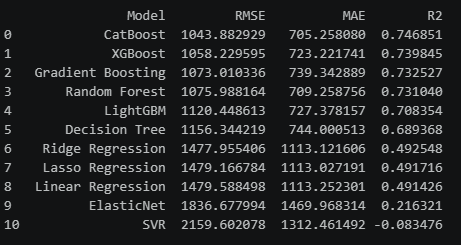 Model RMSE MAE R2
0 CatBoost 1043.882929 705.258080 0.746851
1 XGBoost 1058.229595 723.221741 0.739845
2 Gradient Boosting 1073.010336 739.342889 0.732527
3 Random Forest 1075.988164 709.258756 0.731040
4 LightGBM 1120.448613 727.378157 0.708354
5 Decision Tree 1156.344219 744.000513 0.689368
6 Ridge Regression 1477.955406 1113.121606 0.492548
7 Lasso Regression 1479.166784 1113.027191 0.491716
8 Linear Regression 1479.588498 1113.252301 0.491426
9 ElasticNet 1836.677994 1469.968314 0.216321
10 SVR 2159.602078 1312.461492 -0.083476